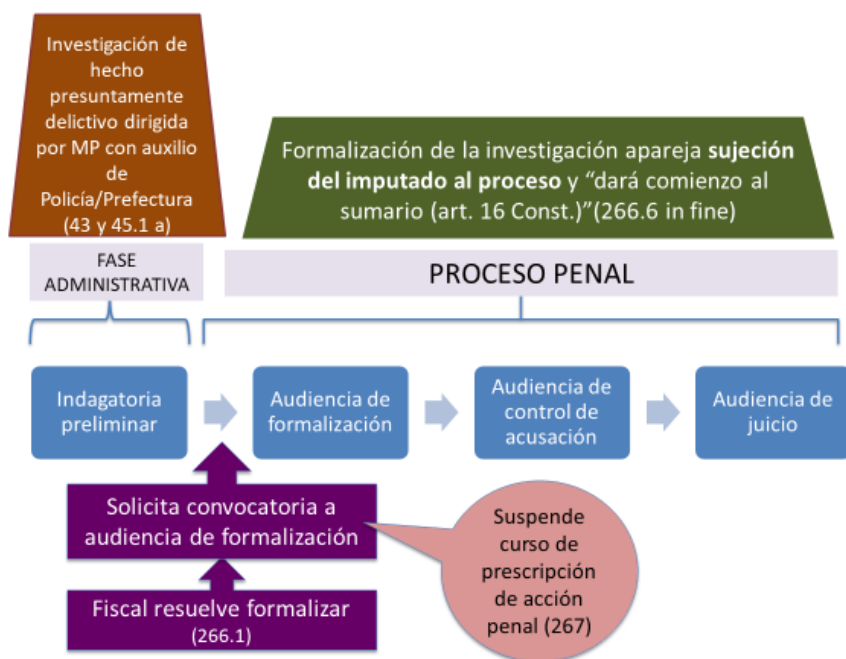 Investigación de
hecho
presuntamente
delictivo dirigida
por MP con auxilio
de
Policía/Prefectura
(43 y 45.1 a)
Formalización de la investigación apareja sujeción
del imputado al proceso y “dará comienzo al
sumario (art. 16 Const.)”(266.6 in fine)
FASE
ADMINISTRATIVA
PROCESO PENAL
Indagatoria
preliminar
Audiencia de
formalización
Audiencia de
control de
acusación
Audiencia de
juicio
Solicita convocatoria a
audiencia de formalización
Suspende
curso de
prescripción
de acción
penal (267)
Fiscal resuelve formalizar
(266.1)